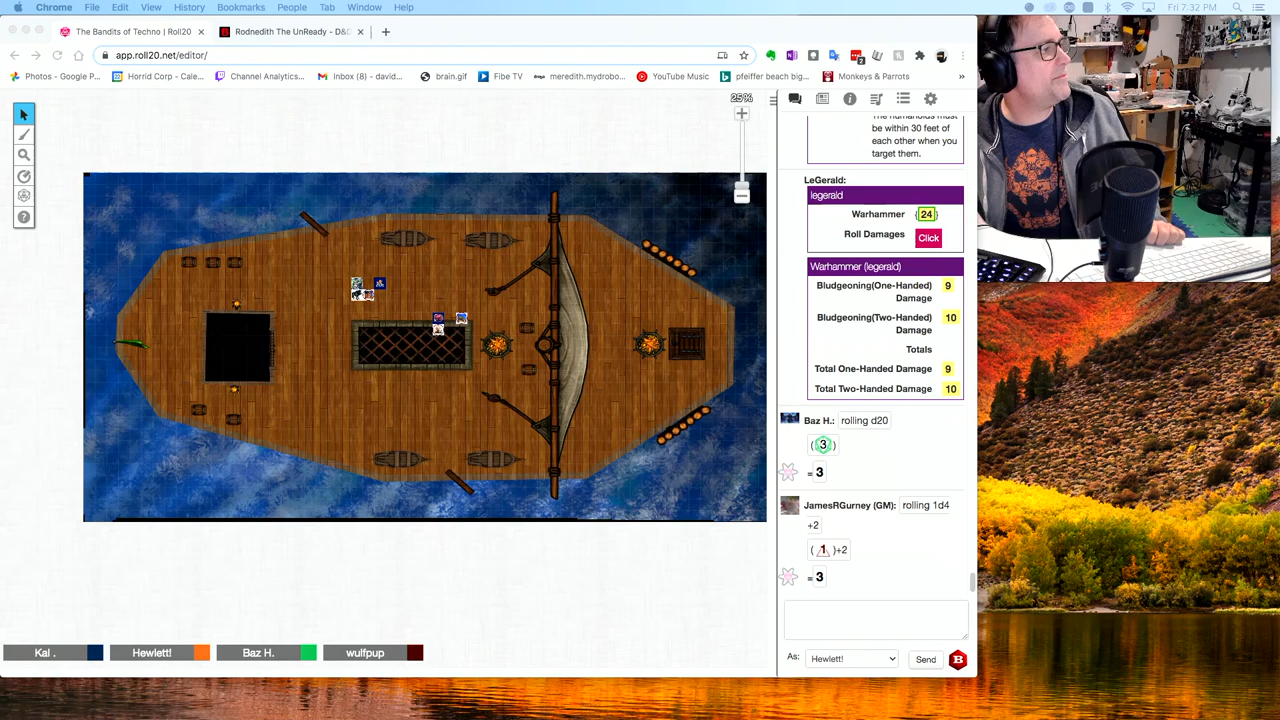 Chrome File Edit View History Bookmarks People Tab Window Help
Fri 7:32 PM
The Bandits of Techno | Roll20
Rodnedith The UnReady - D&D
app.roll20.net/editor/
Photos - Google P...
Horrid Corp - Cale...
Channel Analytics...
Inbox (8) - david...
brain.gif
Fibe TV
meredith.mydrobo...
YouTube Music
pfeiffer beach big...
Monkeys & Parrots
»
25%
The humanoids must
be within 30 feet of
each other when you
target them.
LeGerald:
legerald
Warhammer 24
Roll Damages Click
Warhammer (legerald)
Bludgeoning(One-Handed) 9
Damage
Bludgeoning(Two-Handed) 10
Damage
Totals
Total One-Handed Damage 9
Total Two-Handed Damage 10
Baz H.: rolling d20
(3)
= 3
JamesRGurney (GM): rolling 1d4
+2
(1)+2
= 3
Kal . Hewlett! Baz H. wulfpup
As: Hewlett! Send